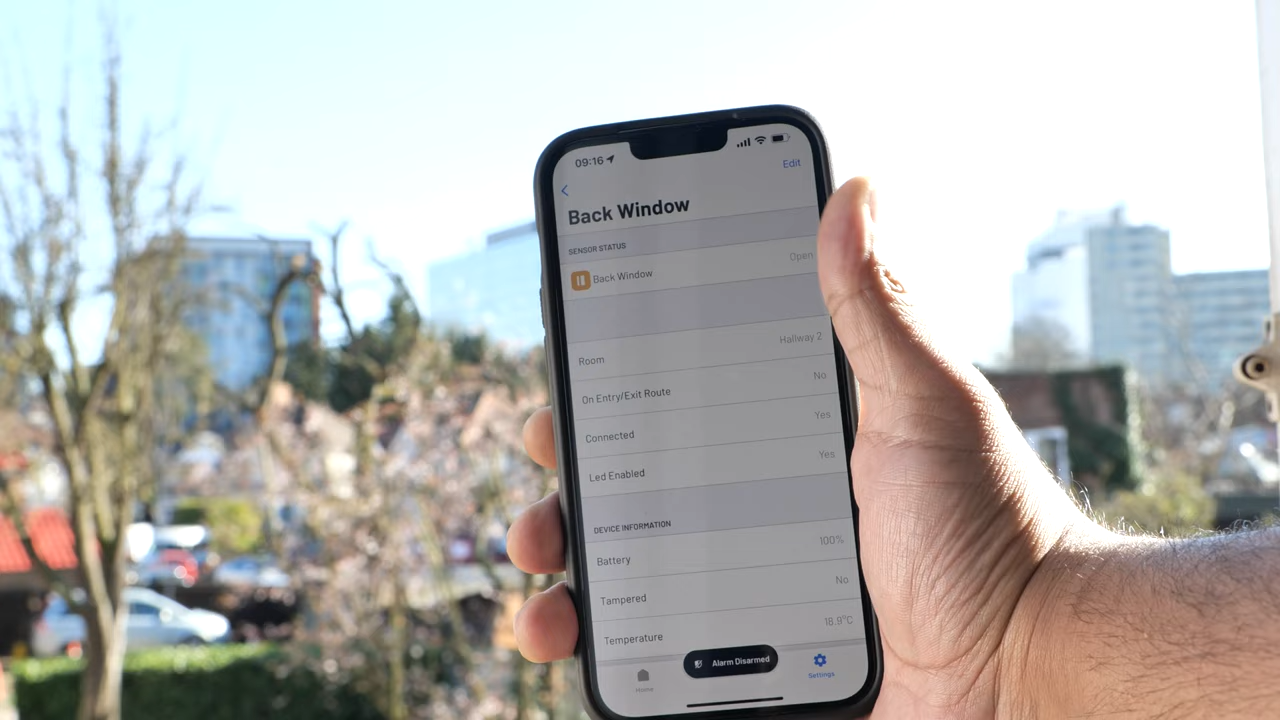 09:16
Edit
Back Window
SENSOR STATUS
Back Window Open
Room Hallway 2
On Entry/Exit Route No
Connected Yes
Led Enabled Yes
DEVICE INFORMATION
Battery 100%
Tampered No
Temperature 18.9°C
Home Alarm Disarmed Settings